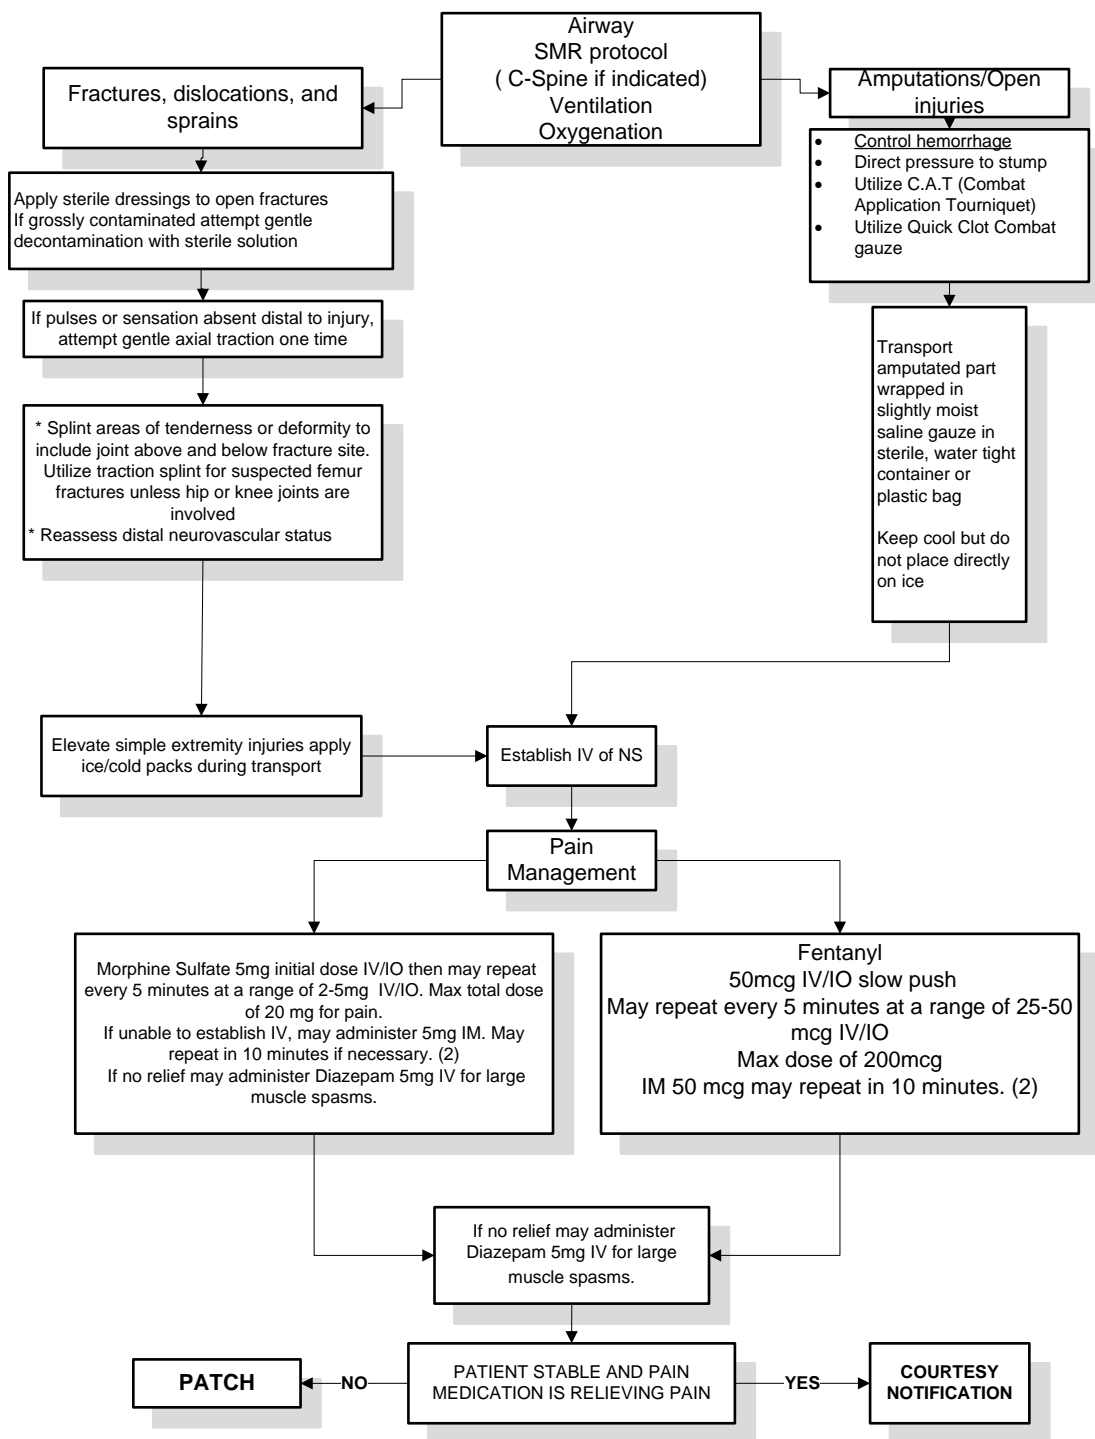 Airway
SMR protocol
( C-Spine if indicated)
Ventilation
Oxygenation
Fractures, dislocations, and
sprains
Amputations/Open
injuries
Apply sterile dressings to open fractures
If grossly contaminated attempt gentle
decontamination with sterile solution
• Control hemorrhage
• Direct pressure to stump
• Utilize C.A.T (Combat
Application Tourniquet)
• Utilize Quick Clot Combat
gauze
If pulses or sensation absent distal to injury,
attempt gentle axial traction one time
* Splint areas of tenderness or deformity to
include joint above and below fracture site.
Utilize traction splint for suspected femur
fractures unless hip or knee joints are
involved
* Reassess distal neurovascular status
Transport
amputated part
wrapped in
slightly moist
saline gauze in
sterile, water tight
container or
plastic bag
Keep cool but do
not place directly
on ice
Elevate simple extremity injuries apply
ice/cold packs during transport
Establish IV of NS
Pain
Management
Morphine Sulfate 5mg initial dose IV/IO then may repeat
every 5 minutes at a range of 2-5mg  IV/IO. Max total dose
of 20 mg for pain.
If unable to establish IV, may administer 5mg IM. May
repeat in 10 minutes if necessary. (2)
If no relief may administer Diazepam 5mg IV for large
muscle spasms.
Fentanyl
50mcg IV/IO slow push
May repeat every 5 minutes at a range of 25-50
mcg IV/IO
Max dose of 200mcg
IM 50 mcg may repeat in 10 minutes. (2)
If no relief may administer
Diazepam 5mg IV for large
muscle spasms.
PATCH
NO
PATIENT STABLE AND PAIN
MEDICATION IS RELIEVING PAIN
YES
COURTESY
NOTIFICATION